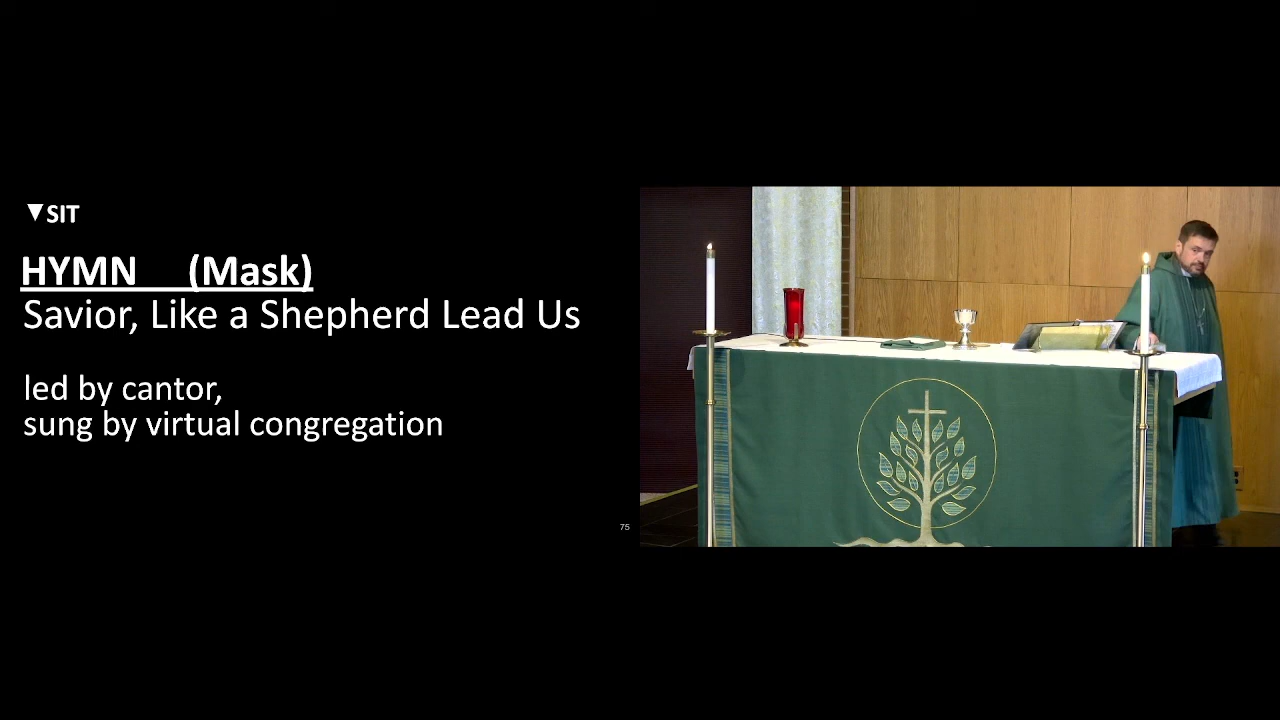 ▼SIT
HYMN (Mask)
Savior, Like a Shepherd Lead Us
led by cantor,
sung by virtual congregation
75